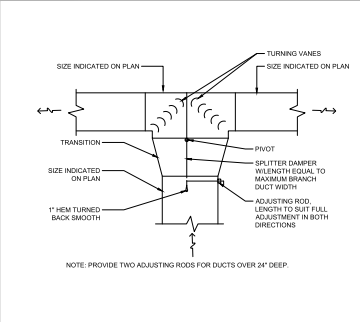 TURNING VANES
SIZE INDICATED ON PLAN
SIZE INDICATED ON PLAN
TRANSITION
PIVOT
SPLITTER DAMPER
W/LENGTH EQUAL TO
MAXIMUM BRANCH
DUCT WIDTH
SIZE INDICATED
ON PLAN
1" HEM TURNED
BACK SMOOTH
ADJUSTING ROD,
LENGTH TO SUIT FULL
ADJUSTMENT IN BOTH
DIRECTIONS
NOTE: PROVIDE TWO ADJUSTING RODS FOR DUCTS OVER 24" DEEP.